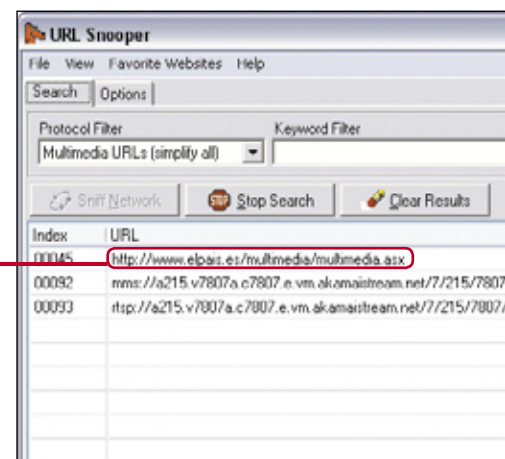 URL Snooper
File View Favorite Websites Help
Search Options
Protocol Filter Keyword Filter
Multimedia URLs (simplify all)
Sniff Network STOP Stop Search Clear Results
Index URL
00045 http://www.elpais.es/multimedia/multimedia.asx
00092 mms://a215.v7807a.c7807.e.vm.akamaistream.net/7/215/7807
00093 rtsp://a215.v7807a.c7807.e.vm.akamaistream.net/7/215/7807/